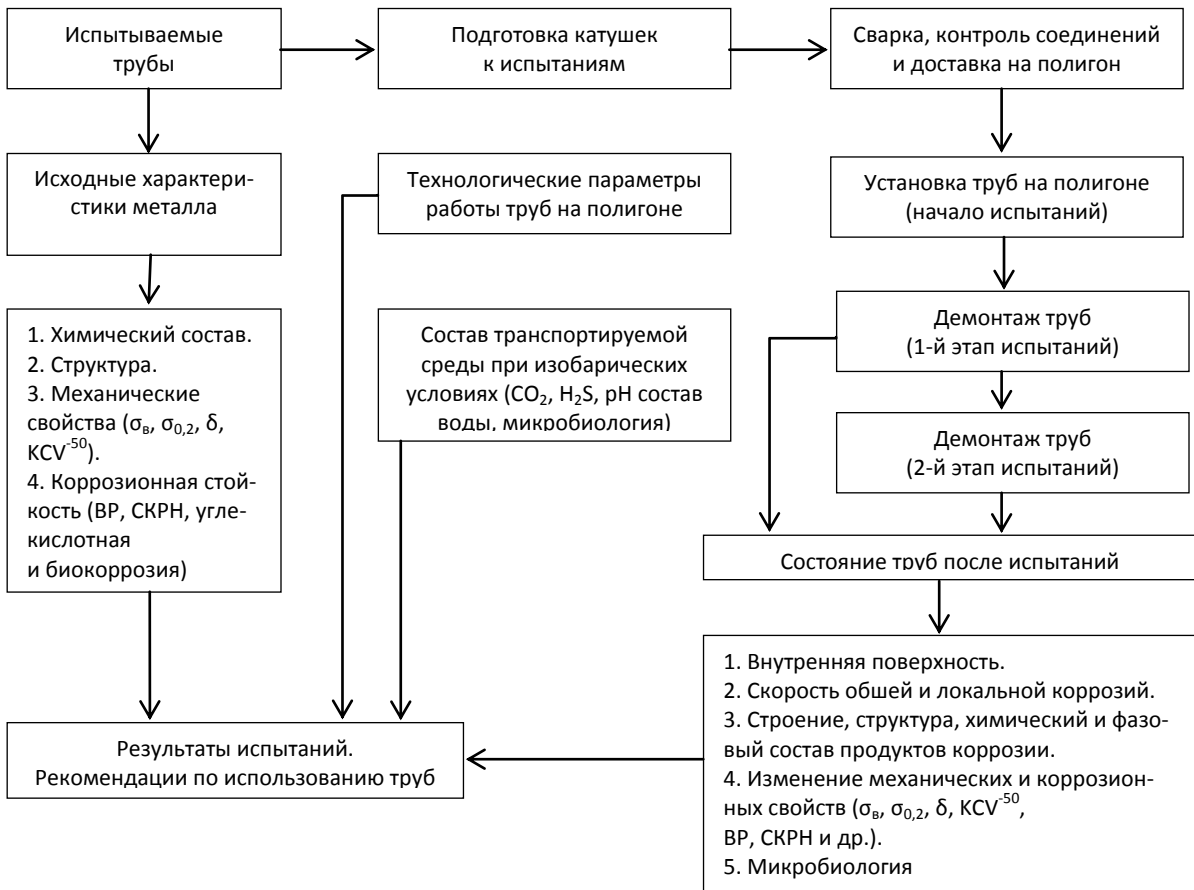 Испытываемые
трубы
Подготовка катушек
к испытаниям
Сварка, контроль соединений
и доставка на полигон
Исходные характери-
стики металла
Технологические параметры
работы труб на полигоне
Установка труб на полигоне
(начало испытаний)
1. Химический состав.
2. Структура.
3. Механические
свойства (σв, σ0,2, δ,
KCV-50).
4. Коррозионная стой-
кость (ВР, СКРН, угле-
кислотная
и биокоррозия)
Состав транспортируемой
среды при изобарических
условиях (CO2, H2S, pH состав
воды, микробиология)
Демонтаж труб
(1-й этап испытаний)
Демонтаж труб
(2-й этап испытаний)
Состояние труб после испытаний
1. Внутренняя поверхность.
2. Скорость обшей и локальной коррозий.
3. Строение, структура, химический и фазо-
вый состав продуктов коррозии.
4. Изменение механических и коррозион-
ных свойств (σв, σ0,2, δ, KCV-50,
ВР, СКРН и др.).
5. Микробиология
Результаты испытаний.
Рекомендации по использованию труб